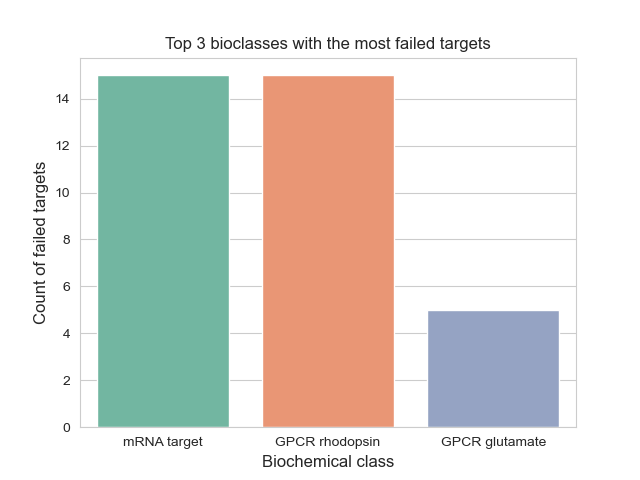 Top 3 bioclasses with the most failed targets
Count of failed targets
14
12
10
8
6
4
2
0
mRNA target
GPCR rhodopsin
GPCR glutamate
Biochemical class